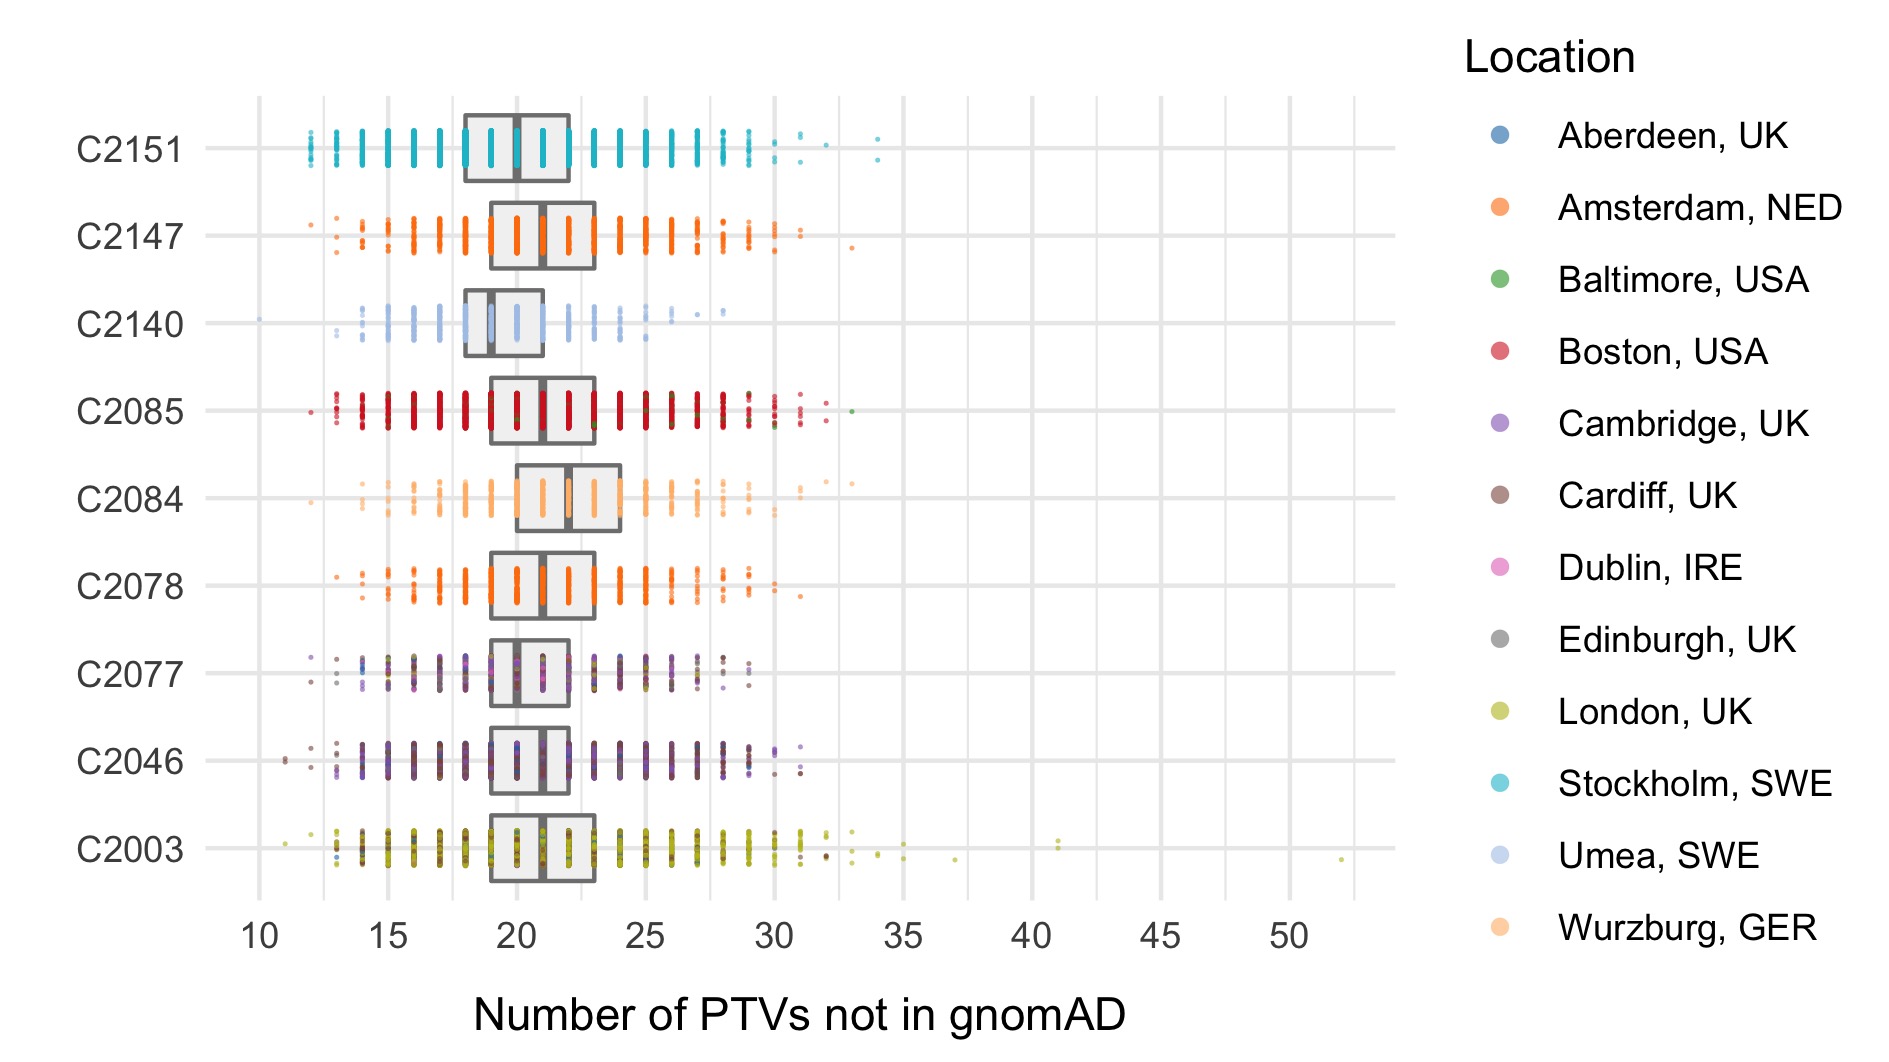 Location
Aberdeen, UK
Amsterdam, NED
Baltimore, USA
Boston, USA
Cambridge, UK
Cardiff, UK
Dublin, IRE
Edinburgh, UK
London, UK
Stockholm, SWE
Umea, SWE
Wurzburg, GER
C2151
C2147
C2140
C2085
C2084
C2078
C2077
C2046
C2003
10 15 20 25 30 35 40 45 50
Number of PTVs not in gnomAD